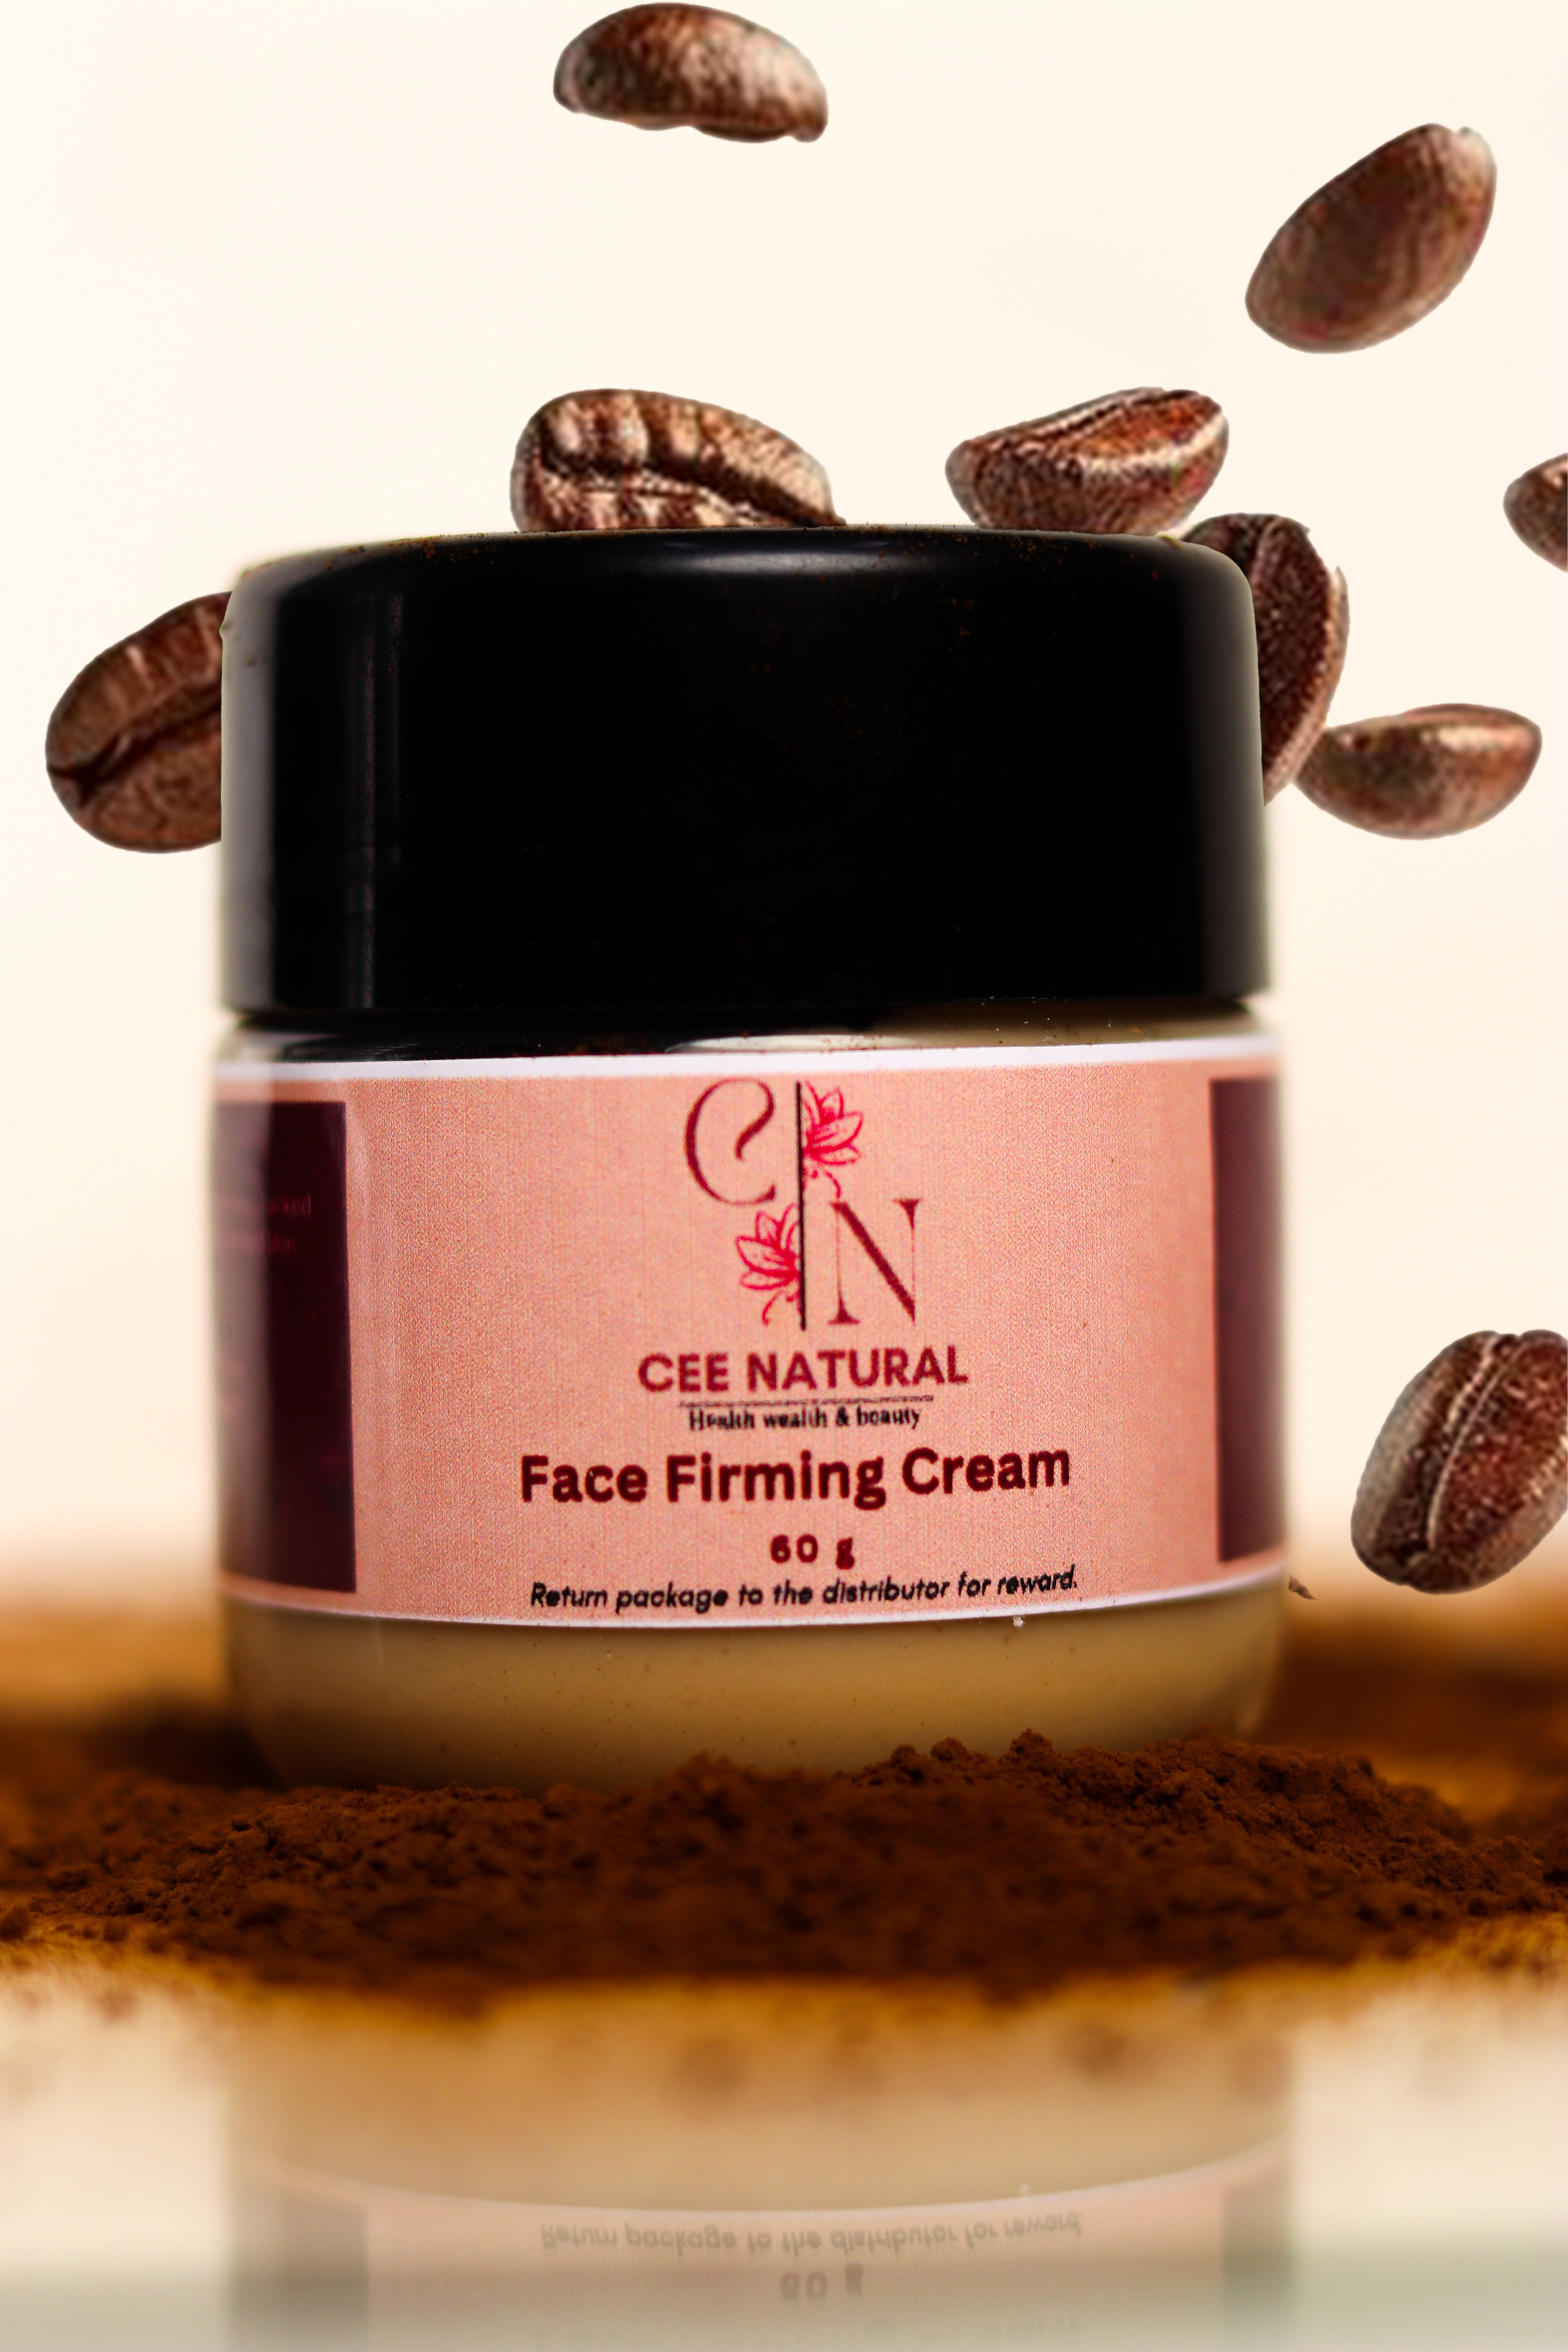 CN
CEE NATURAL
Health wealth & beauty
Face Firming Cream
60 g
Return package to the distributor for reward.